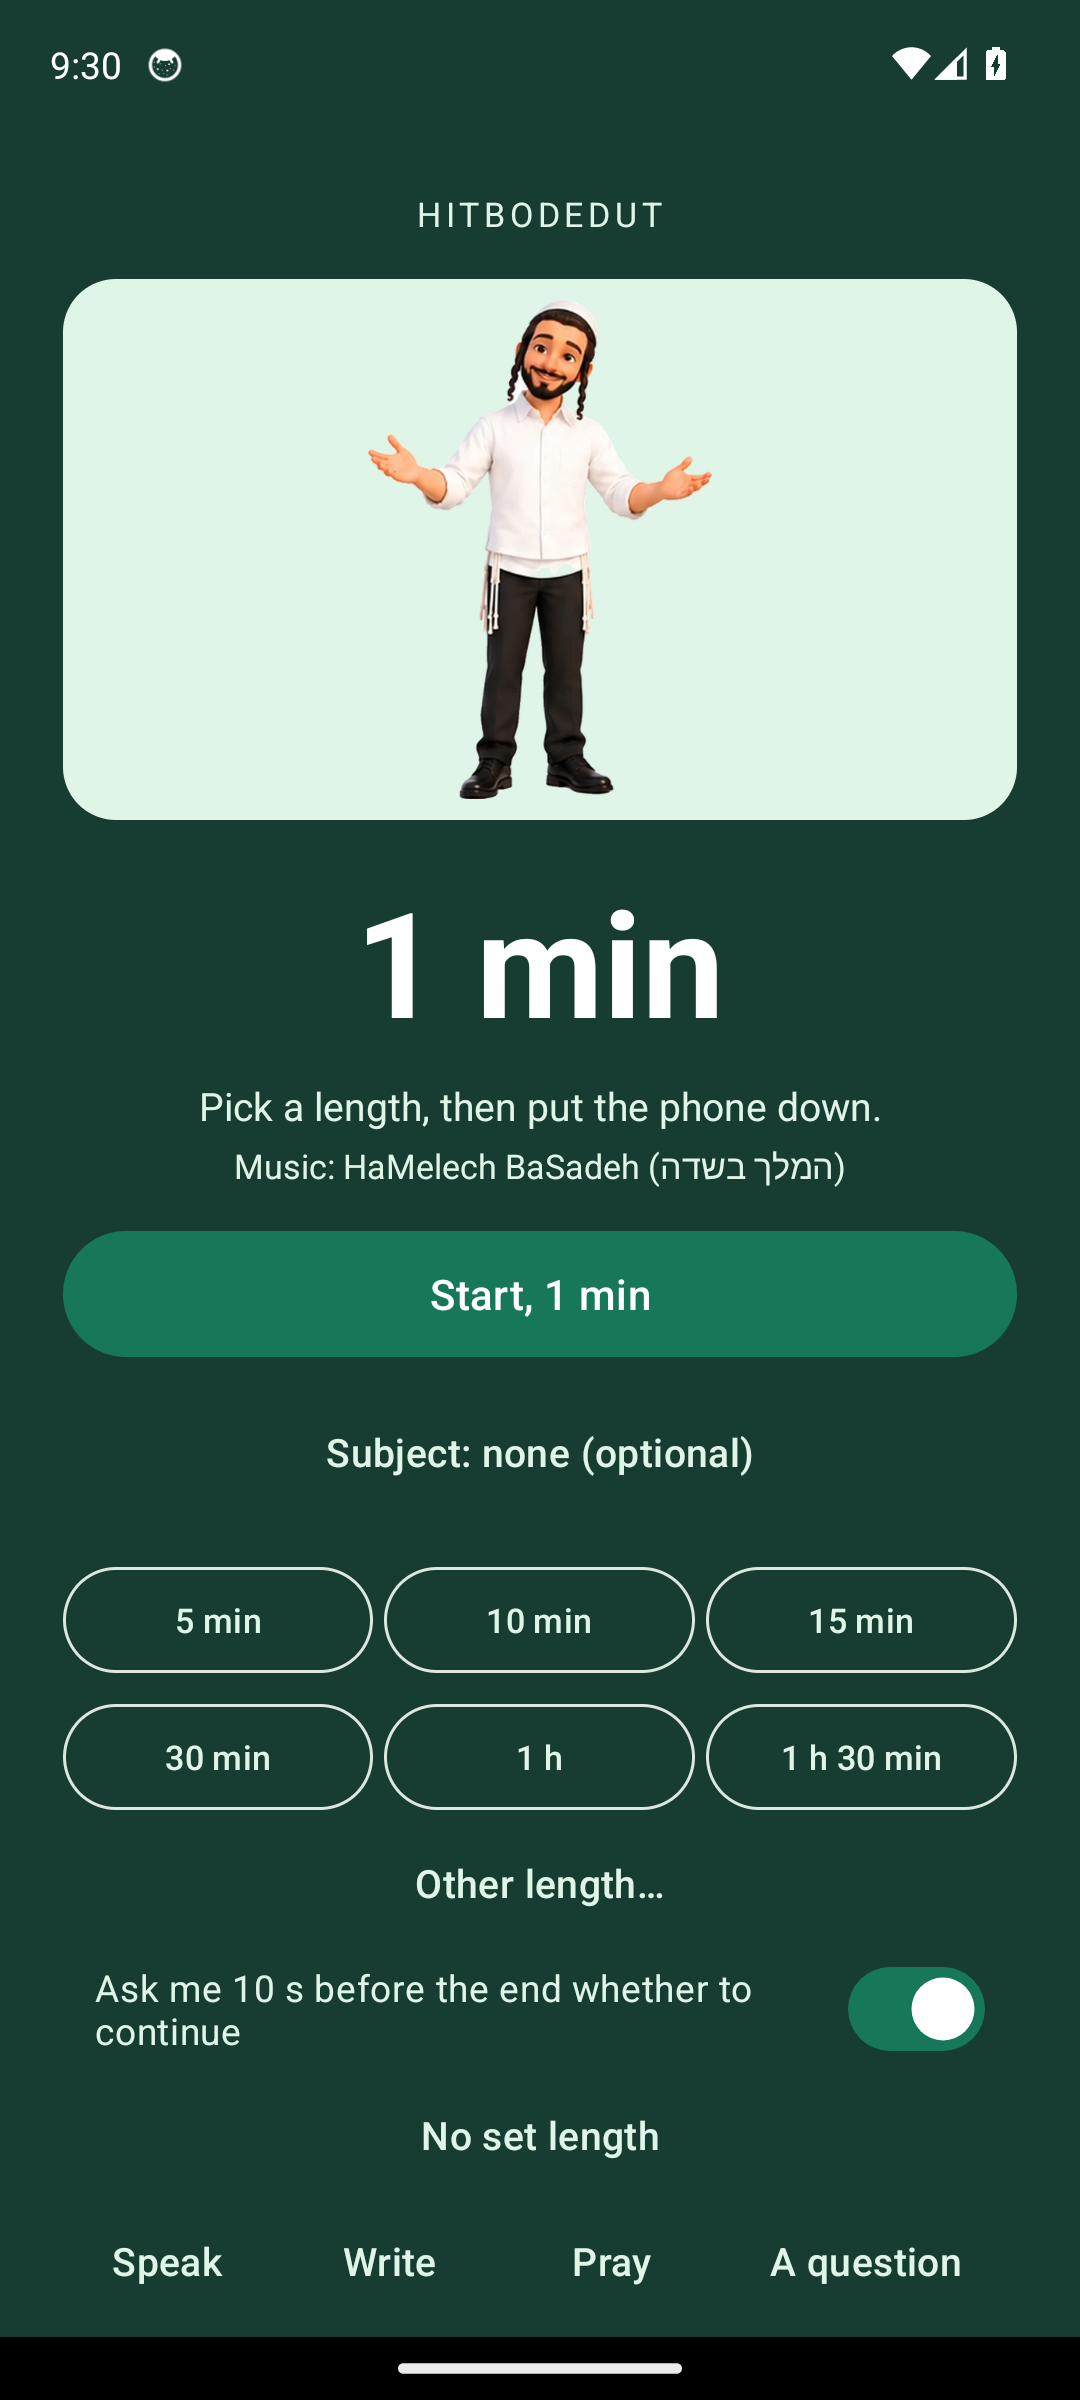 9:30
HITBODEDUT
1 min
Pick a length, then put the phone down.
Music: HaMelech BaSadeh (המלך בשדה)
Start, 1 min
Subject: none (optional)
5 min
10 min
15 min
30 min
1 h
1 h 30 min
Other length...
Ask me 10 s before the end whether to
continue
No set length
Speak
Write
Pray
A question